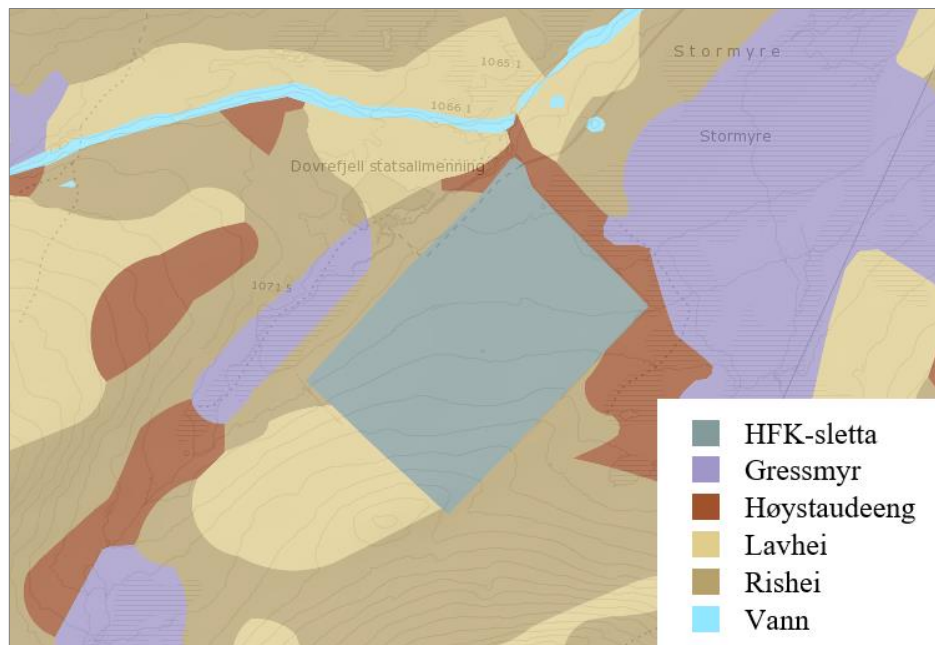 Stormyre
1065.1
1066.1
Stormyre
Dovrefjell statsallmenning
1071.5
HFK-sletta
Gressmyr
Høystaudeeng
Lavhei
Rishei
Vann